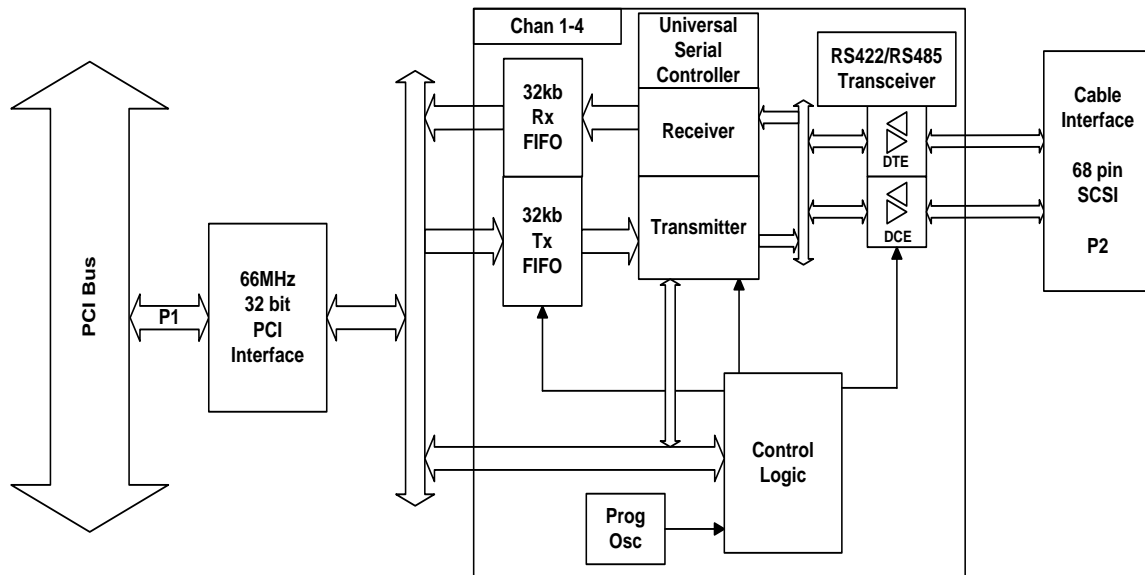 PCI Bus
P1
66MHz
32 bit
PCI
Interface
Chan 1-4
32kb
Rx
FIFO
32kb
Tx
FIFO
Universal
Serial
Controller
Receiver
Transmitter
RS422/RS485
Transceiver
DTE
DCE
Control
Logic
Prog
Osc
Cable
Interface
68 pin
SCSI
P2